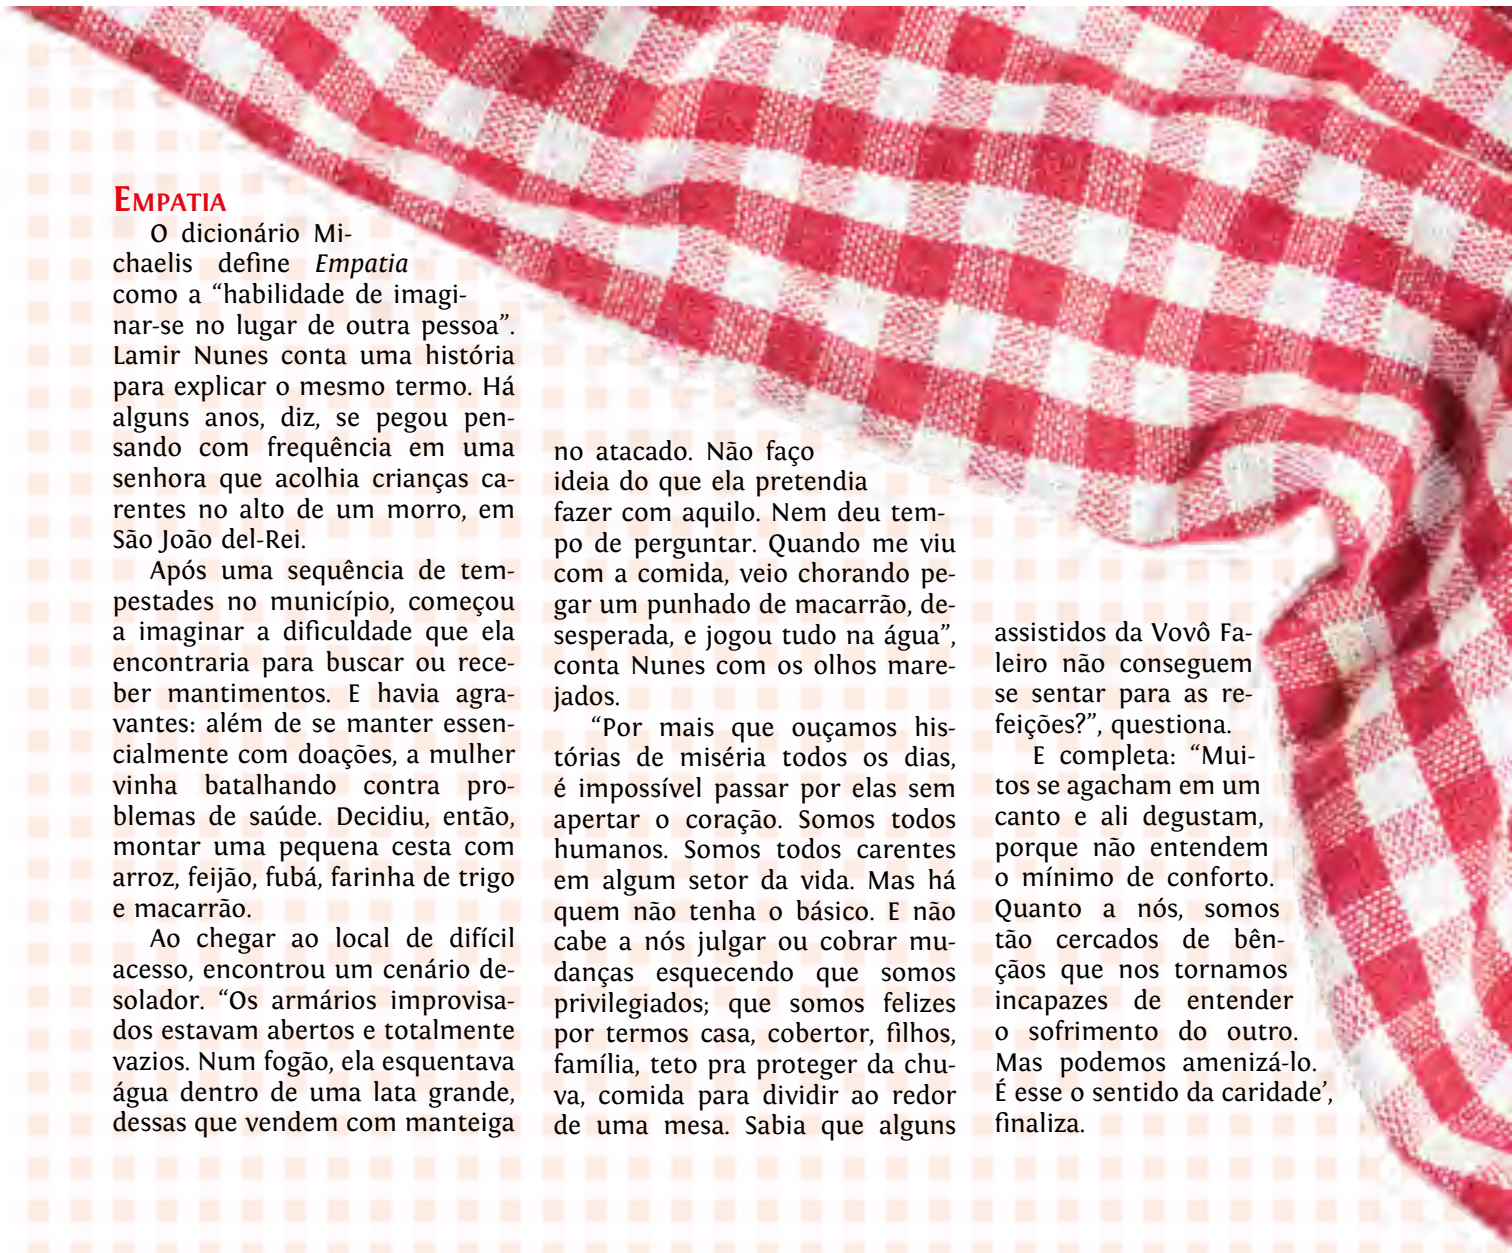 EMPATIA
O dicionário Mi-
chaelis define Empatia
como a “habilidade de imagi-
nar-se no lugar de outra pessoa”.
Lamir Nunes conta uma história
para explicar o mesmo termo. Há
alguns anos, diz, se pegou pen-
sando com frequência em uma
senhora que acolhia crianças ca-
rentes no alto de um morro, em
São João del-Rei.
Após uma sequência de tem-
pestades no município, começou
a imaginar a dificuldade que ela
encontraria para buscar ou rece-
ber mantimentos. E havia agra-
vantes: além de se manter essen-
cialmente com doações, a mulher
vinha batalhando contra pro-
blemas de saúde. Decidiu, então,
montar uma pequena cesta com
arroz, feijão, fubá, farinha de trigo
e macarrão.
Ao chegar ao local de difícil
acesso, encontrou um cenário de-
solador. “Os armários improvisa-
dos estavam abertos e totalmente
vazios. Num fogão, ela esquentava
água dentro de uma lata grande,
dessas que vendem com manteiga
no atacado. Não faço
ideia do que ela pretendia
fazer com aquilo. Nem deu tem-
po de perguntar. Quando me viu
com a comida, veio chorando pe-
gar um punhado de macarrão, de-
sesperada, e jogou tudo na água”,
conta Nunes com os olhos mare-
jados.
“Por mais que ouçamos his-
tórias de miséria todos os dias,
é impossível passar por elas sem
apertar o coração. Somos todos
humanos. Somos todos carentes
em algum setor da vida. Mas há
quem não tenha o básico. E não
cabe a nós julgar ou cobrar mu-
danças esquecendo que somos
privilegiados; que somos felizes
por termos casa, cobertor, filhos,
família, teto pra proteger da chu-
va, comida para dividir ao redor
de uma mesa. Sabia que alguns
assistidos da Vovô Fa-
leiro não conseguem
se sentar para as re-
feições?”, questiona.
E completa: “Mui-
tos se agacham em um
canto e ali degustam,
porque não entendem
o mínimo de conforto.
Quanto a nós, somos
tão cercados de bên-
çãos que nos tornamos
incapazes de entender
o sofrimento do outro.
Mas podemos amenizá-lo.
É esse o sentido da caridade’,
finaliza.